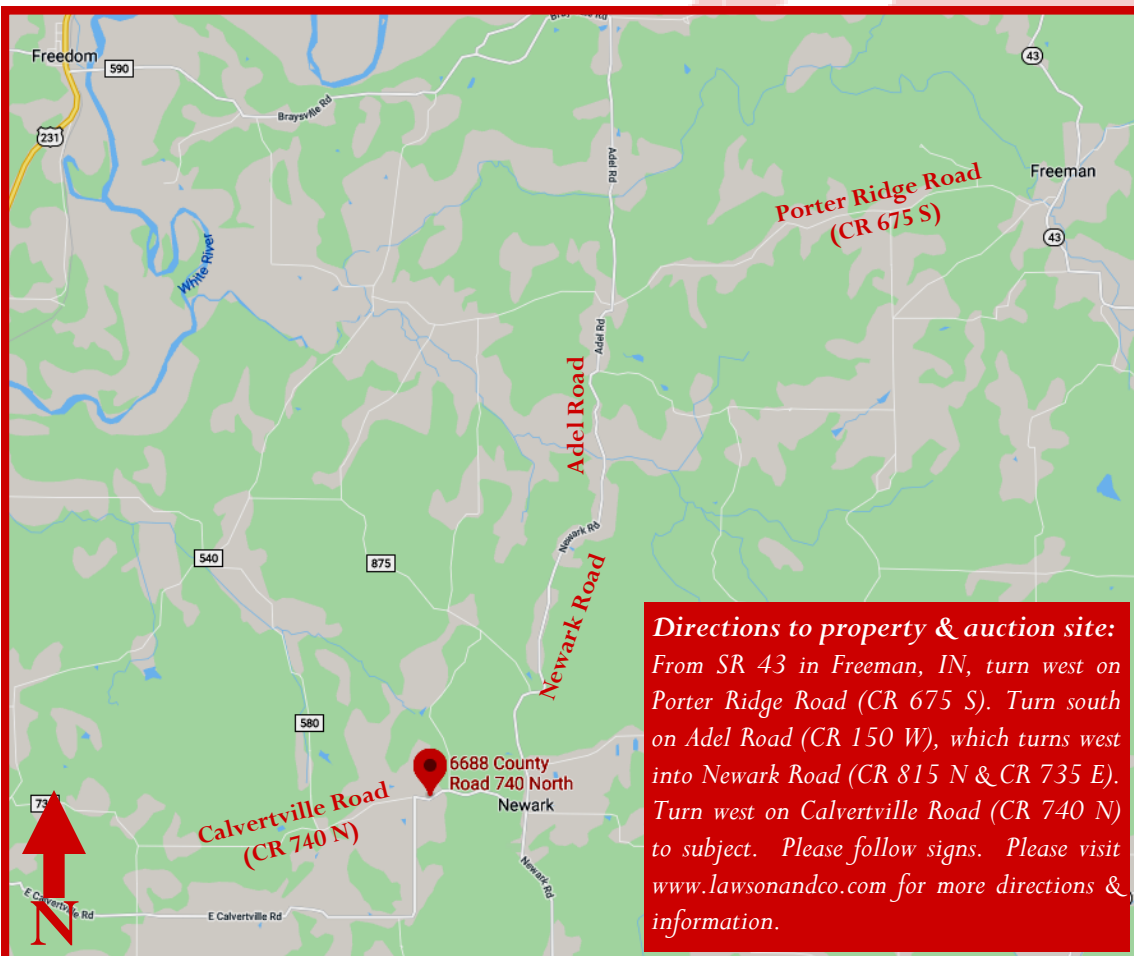 Braysville Rd
Freedom
590
43
231
Braysville Rd
Adel Rd
Freeman
Porter Ridge Road
(CR 675 S)
43
White River
Adel Rd
Adel Road
Newark Rd
540
875
Newark Road
580
6688 County
Road 740 North
Newark
Calvertville Road
(CR 740 N)
E Calvertville Rd
E Calvertville Rd
Newark Rd
N
Directions to property & auction site:
From SR 43 in Freeman, IN, turn west on
Porter Ridge Road (CR 675 S). Turn south
on Adel Road (CR 150 W), which turns west
into Newark Road (CR 815 N & CR 735 E).
Turn west on Calvertville Road (CR 740 N)
to subject. Please follow signs. Please visit
www.lawsonandco.com for more directions &
information.